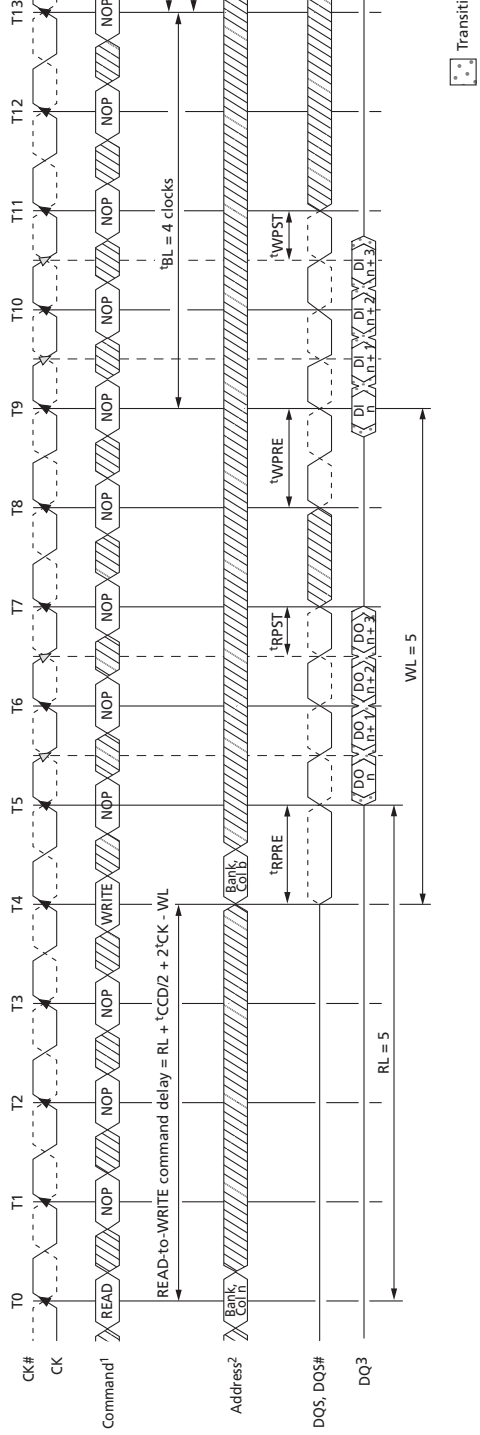 T0 T1 T2 T3 T4 T5 T6 T7 T8 T9 T10 T11 T12 T13
CK#
CK
Command¹ READ NOP NOP NOP WRITE NOP NOP NOP NOP NOP NOP NOP NOP NOP
READ-to-WRITE command delay = RL + ᵗCCD/2 + 2ᵗCK - WL
ᵗBL = 4 clocks
Address²
Bank,
Col n
Bank,
Col b
ᵗRPRE ᵗRPST ᵗWPRE ᵗWPST
DQS, DQS#
DQ³
DO
n
DO
n + 1
DO
n + 2
DO
n + 3
DI
n
DI
n + 1
DI
n + 2
DI
n + 3
RL = 5
WL = 5
Transiti